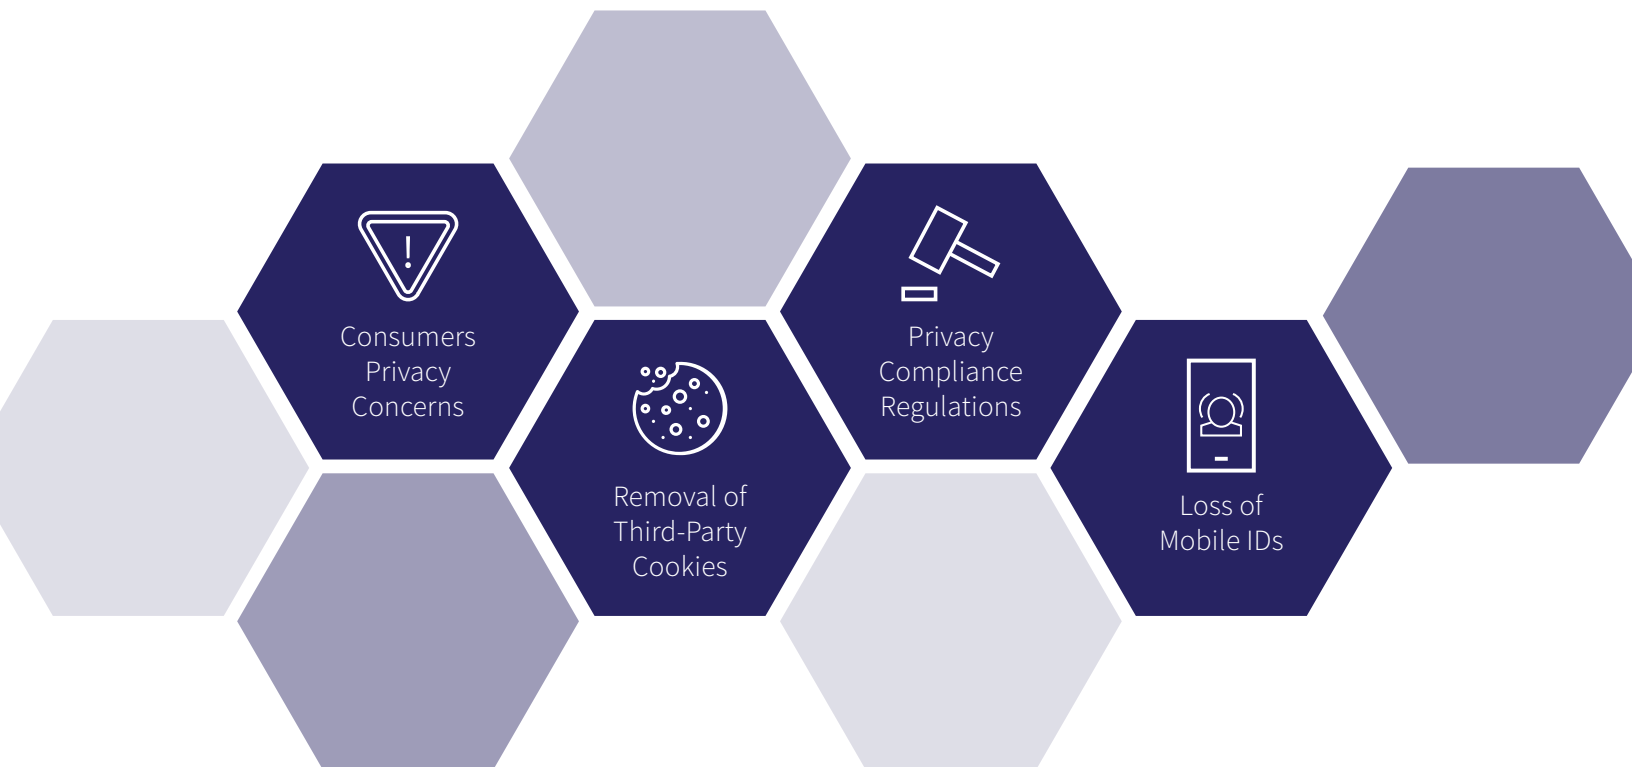 Consumers
Privacy
Concerns
Removal of
Third-Party
Cookies
Privacy
Compliance
Regulations
Loss of
Mobile IDs